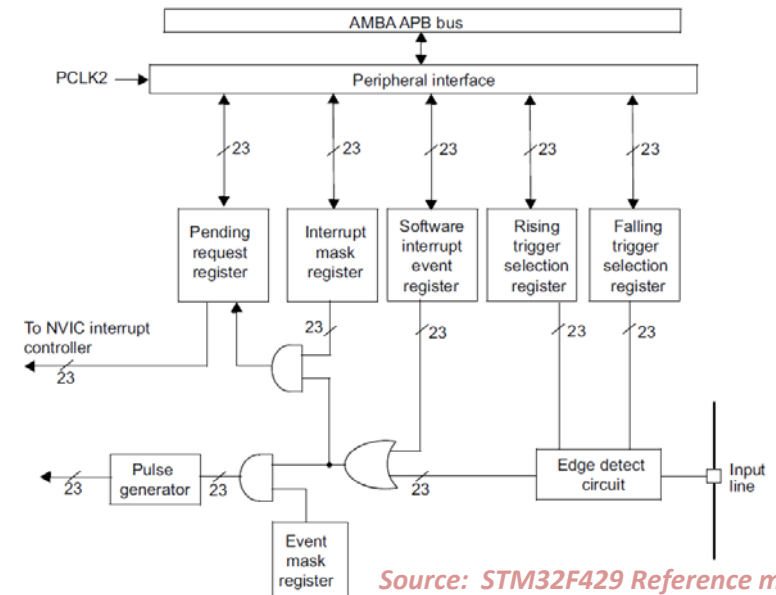 AMBA APB bus
PCLK2
Peripheral interface
23
23
23
23
23
Pending
request
register
Interrupt
mask
register
Software
interrupt
event
register
Rising
trigger
selection
register
Falling
trigger
selection
register
To NVIC interrupt
controller
23
23
23
23
23
Pulse
generator
23
23
23
Edge detect
circuit
Input
line
Event
mask
register
Source: STM32F429 Reference m